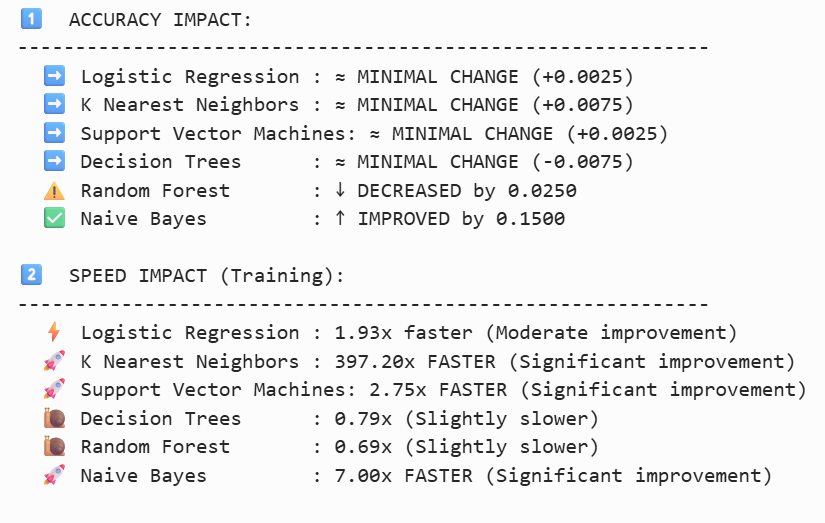 1️⃣ ACCURACY IMPACT:
------------------------------------------------------------
➡️ Logistic Regression : ≈ MINIMAL CHANGE (+0.0025)
➡️ K Nearest Neighbors : ≈ MINIMAL CHANGE (+0.0075)
➡️ Support Vector Machines: ≈ MINIMAL CHANGE (+0.0025)
➡️ Decision Trees : ≈ MINIMAL CHANGE (-0.0075)
⚠️ Random Forest : ↓ DECREASED by 0.0250
✅ Naive Bayes : ↑ IMPROVED by 0.1500
2️⃣ SPEED IMPACT (Training):
------------------------------------------------------------
⚡ Logistic Regression : 1.93x faster (Moderate improvement)
🚀 K Nearest Neighbors : 397.20x FASTER (Significant improvement)
🚀 Support Vector Machines: 2.75x FASTER (Significant improvement)
🐌 Decision Trees : 0.79x (Slightly slower)
🐌 Random Forest : 0.69x (Slightly slower)
🚀 Naive Bayes : 7.00x FASTER (Significant improvement)